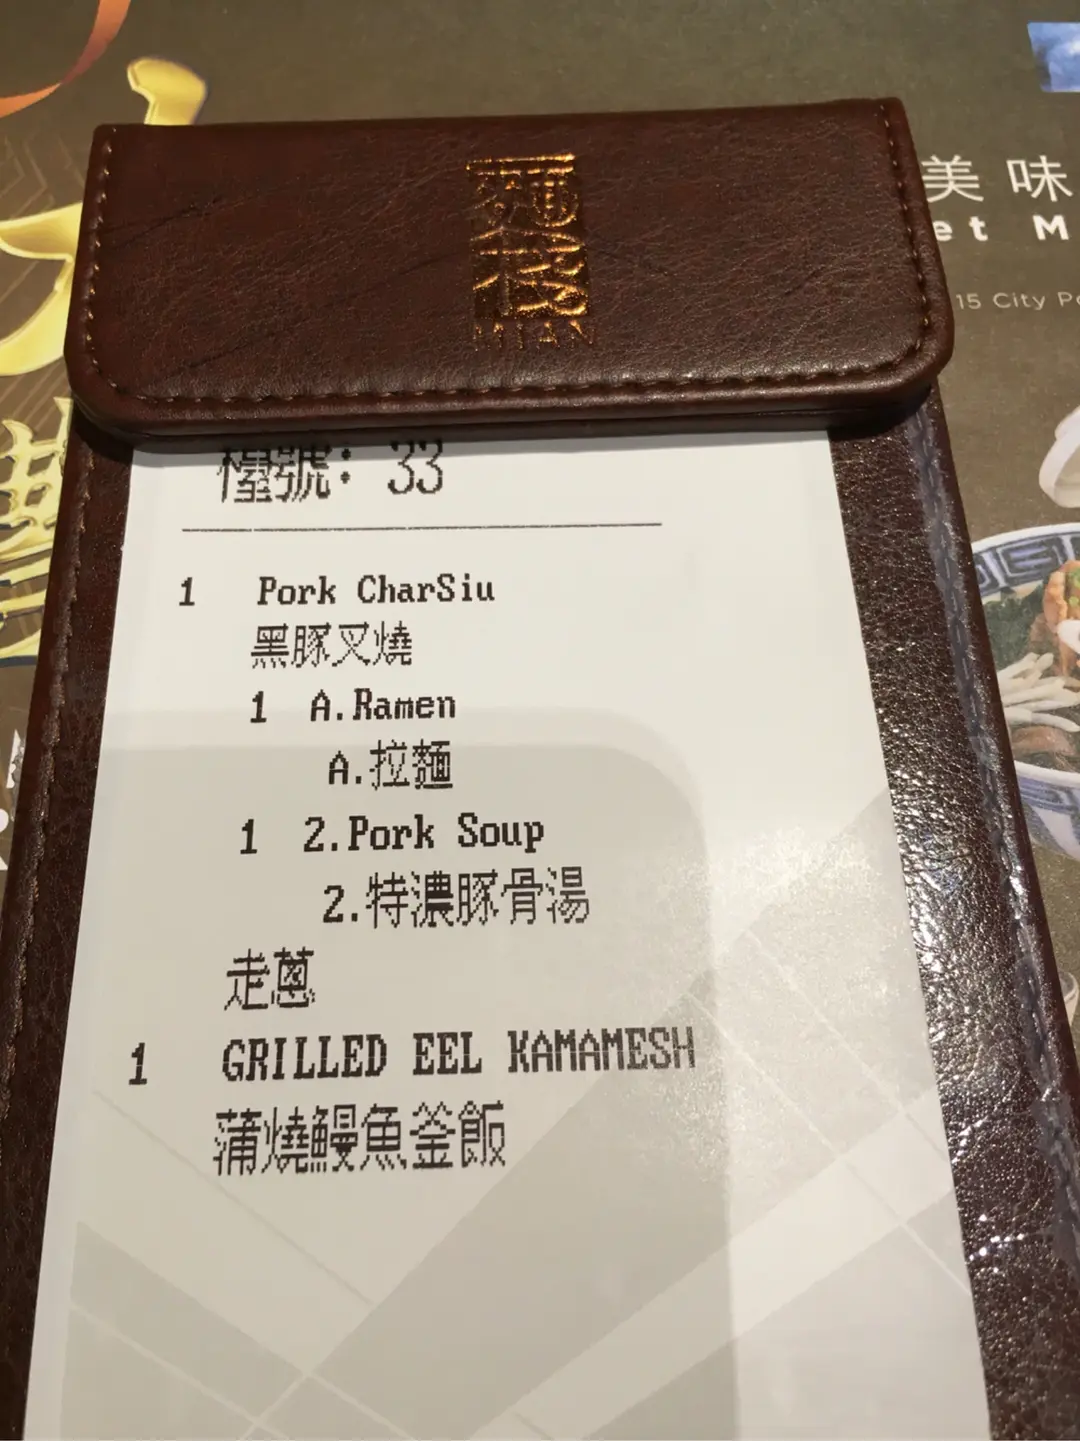 麵棧
MIAN
美味
et M
15 City P
檯號: 33
1 Pork CharSiu
黑豚叉燒
1 A.Ramen
A.拉麵
1 2.Pork Soup
2.特濃豚骨湯
走蔥
1 GRILLED EEL KAMAMESH
蒲燒鰻魚釜飯